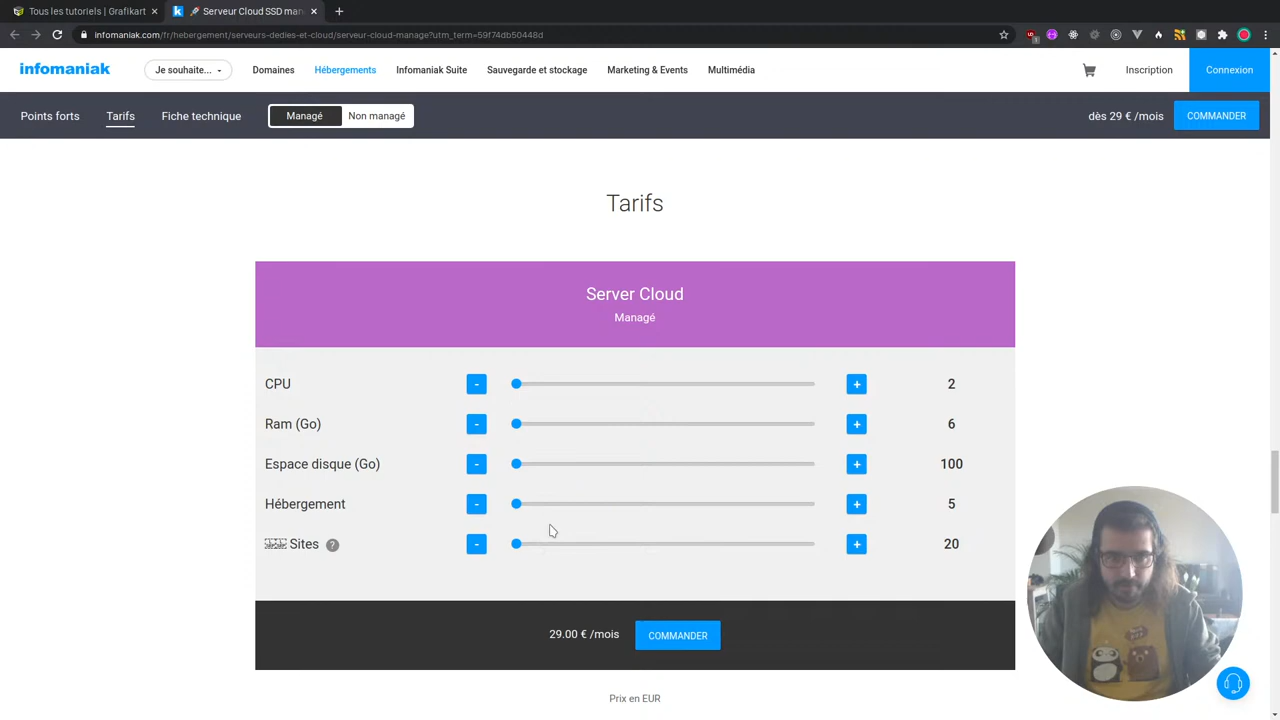 Tous les tutoriels | Grafikart
Serveur Cloud SSD man
infomaniak.com/fr/hebergement/serveurs-dedies-et-cloud/serveur-cloud-manage?utm_term=59f74db50448d
infomaniak
Je souhaite...
Domaines
Hébergements
Infomaniak Suite
Sauvegarde et stockage
Marketing & Events
Multimédia
Inscription
Connexion
Points forts
Tarifs
Fiche technique
Managé
Non managé
dès 29 € /mois
COMMANDER
Tarifs
Server Cloud
Managé
CPU - + 2
Ram (Go) - + 6
Espace disque (Go) - + 100
Hébergement - + 5
Sites ? - + 20
29.00 € /mois
COMMANDER
Prix en EUR